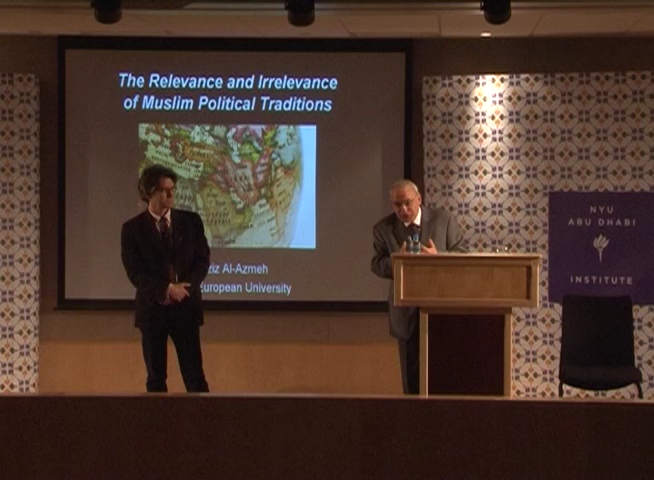 The Relevance and Irrelevance
of Muslim Political Traditions
ziz Al-Azmeh
European University
NYU
ABU DHABI
INSTITUTE